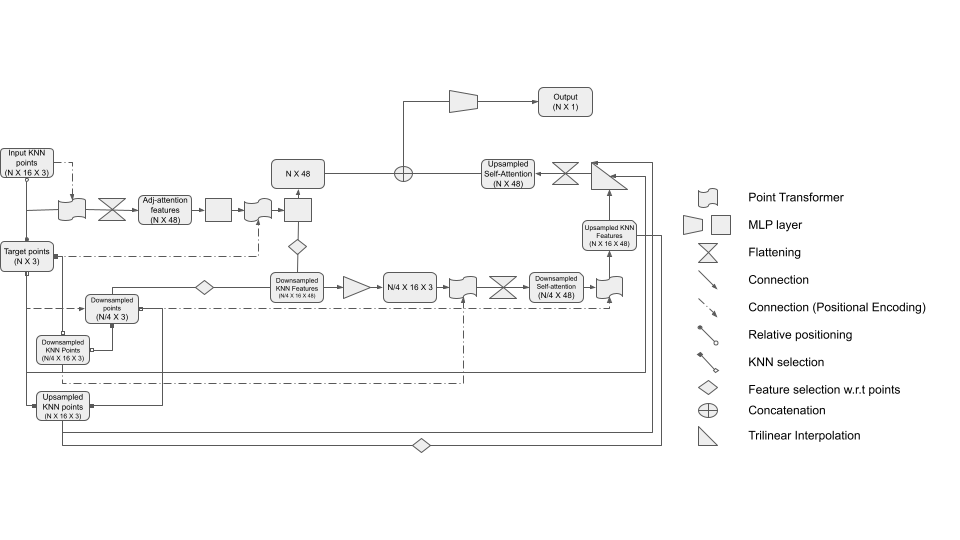 Output
(N X 1)
Input KNN
points
(N X 16 X 3)
N X 48
Upsampled
Self-Attention
(N X 48)
Adj-attention
features
(N X 48)
Target points
(N X 3)
Upsampled KNN
Features
(N X 16 X 48)
Downsampled
KNN Features
(N/4 X 16 X 48)
N/4 X 16 X 3
Downsampled
Self-attention
(N/4 X 48)
Downsampled
points
(N/4 X 3)
Downsampled
KNN Points
(N/4 X 16 X 3)
Upsampled
KNN points
(N X 16 X 3)
Point Transformer
MLP layer
Flattening
Connection
Connection (Positional Encoding)
Relative positioning
KNN selection
Feature selection w.r.t points
Concatenation
Trilinear Interpolation